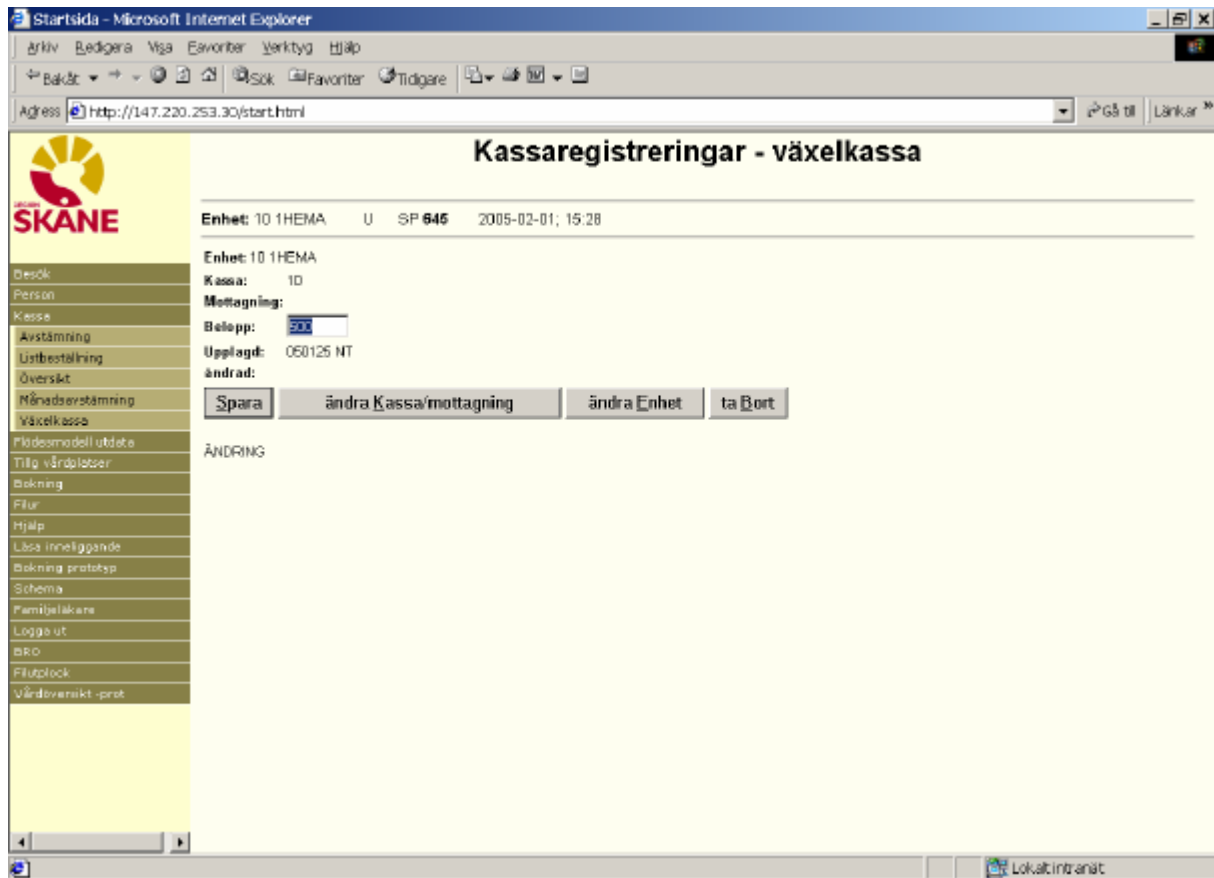 Startsida - Microsoft Internet Explorer
Arkiv Redigera Visa Favoriter Verktyg Hjälp
Bakåt Sök Favoriter Tidigare
Adress http://147.220.253.30/start.html Gå till Länkar »
REGION
SKÅNE
Kassaregistreringar - växelkassa
Enhet: 10 1HEMA U SP 645 2005-02-01; 15:28
Enhet: 10 1HEMA
Kassa: 1D
Mottagning:
Belopp: 500
Upplagd: 050125 NT
ändrad:
Spara ändra Kassa/mottagning ändra Enhet ta Bort
ÄNDRING
Besök
Person
Kassa
Avstämning
Listbeställning
Översikt
Månadsavstämning
Växelkassa
Flödesmodell utdata
Tillg vårdplatser
Bokning
Filur
Hjälp
Läsa inneliggande
Bokning prototyp
Schema
Familjeläkare
Logga ut
BRO
Filutplock
Vårdöversikt -prot
Lokalt intranät